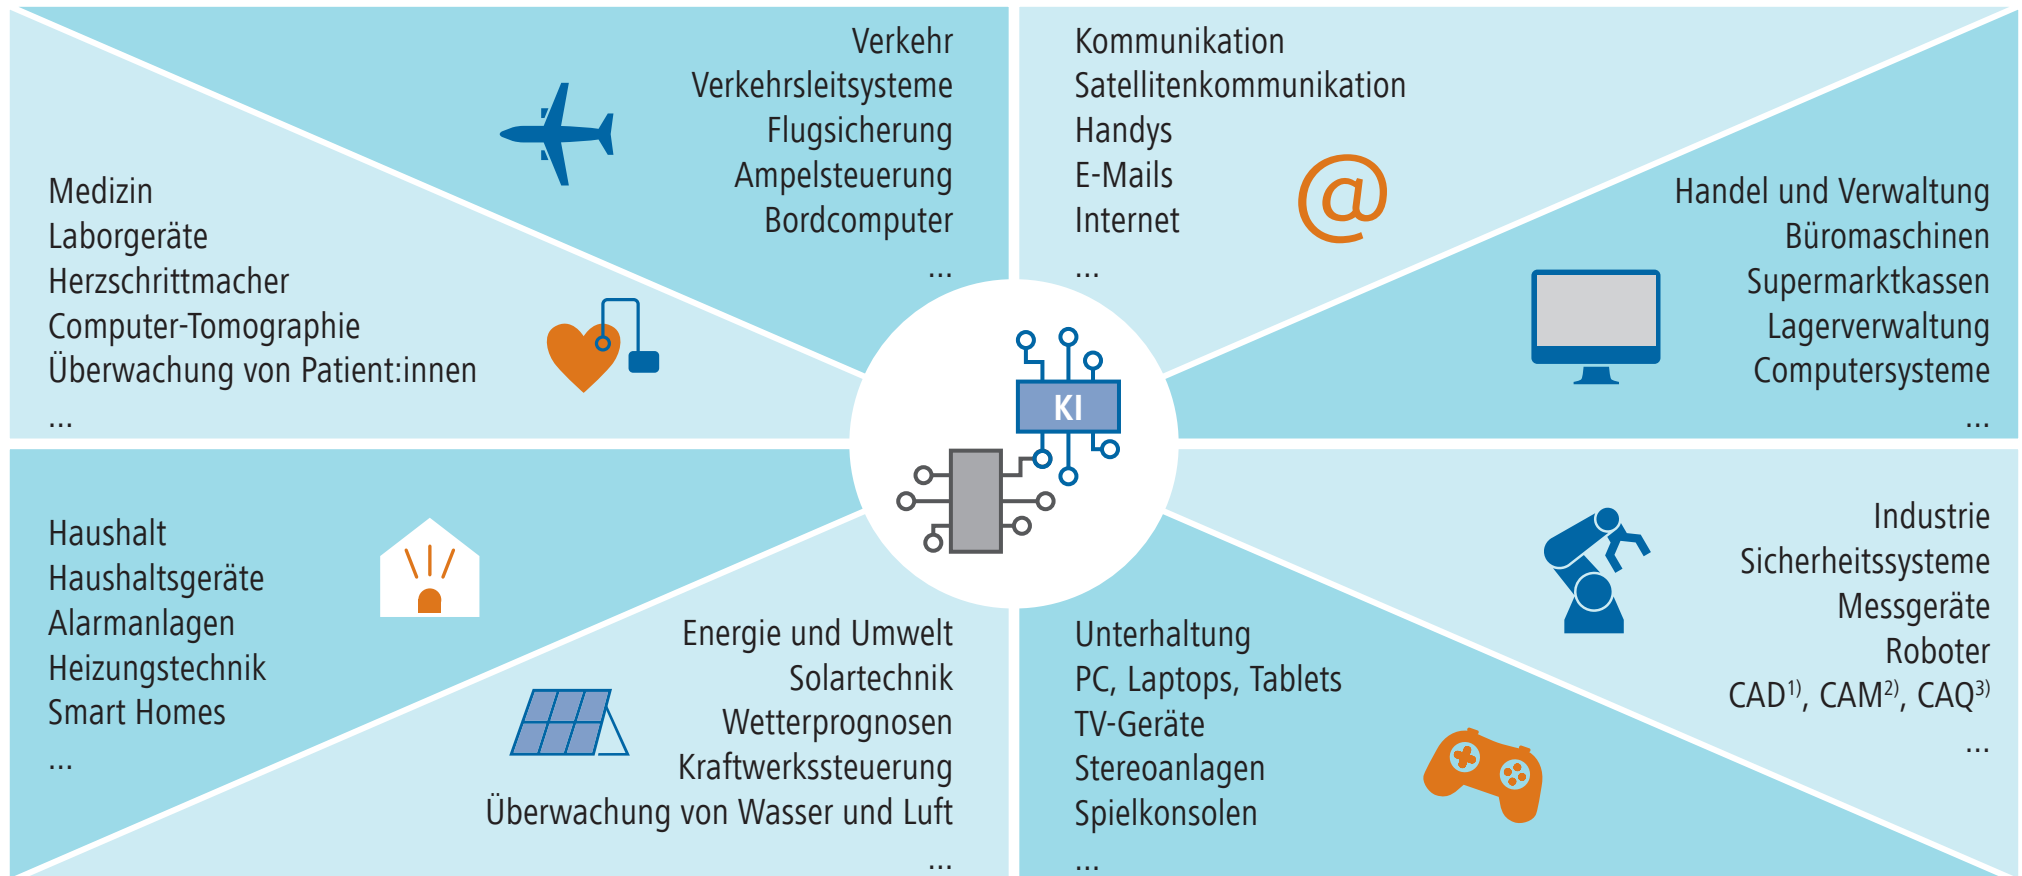 Verkehr
Verkehrsleitsysteme
Flugsicherung
Ampelsteuerung
Bordcomputer
...
Kommunikation
Satellitenkommunikation
Handys
E-Mails
Internet
...
@
Medizin
Laborgeräte
Herzschrittmacher
Computer-Tomographie
Überwachung von Patient:innen
...
Handel und Verwaltung
Büromaschinen
Supermarktkassen
Lagerverwaltung
Computersysteme
...
KI
Haushalt
Haushaltsgeräte
Alarmanlagen
Heizungstechnik
Smart Homes
...
Energie und Umwelt
Solartechnik
Wetterprognosen
Kraftwerkssteuerung
Überwachung von Wasser und Luft
...
Unterhaltung
PC, Laptops, Tablets
TV-Geräte
Stereoanlagen
Spielkonsolen
...
Industrie
Sicherheitssysteme
Messgeräte
Roboter
CAD¹⁾, CAM²⁾, CAQ³⁾
...